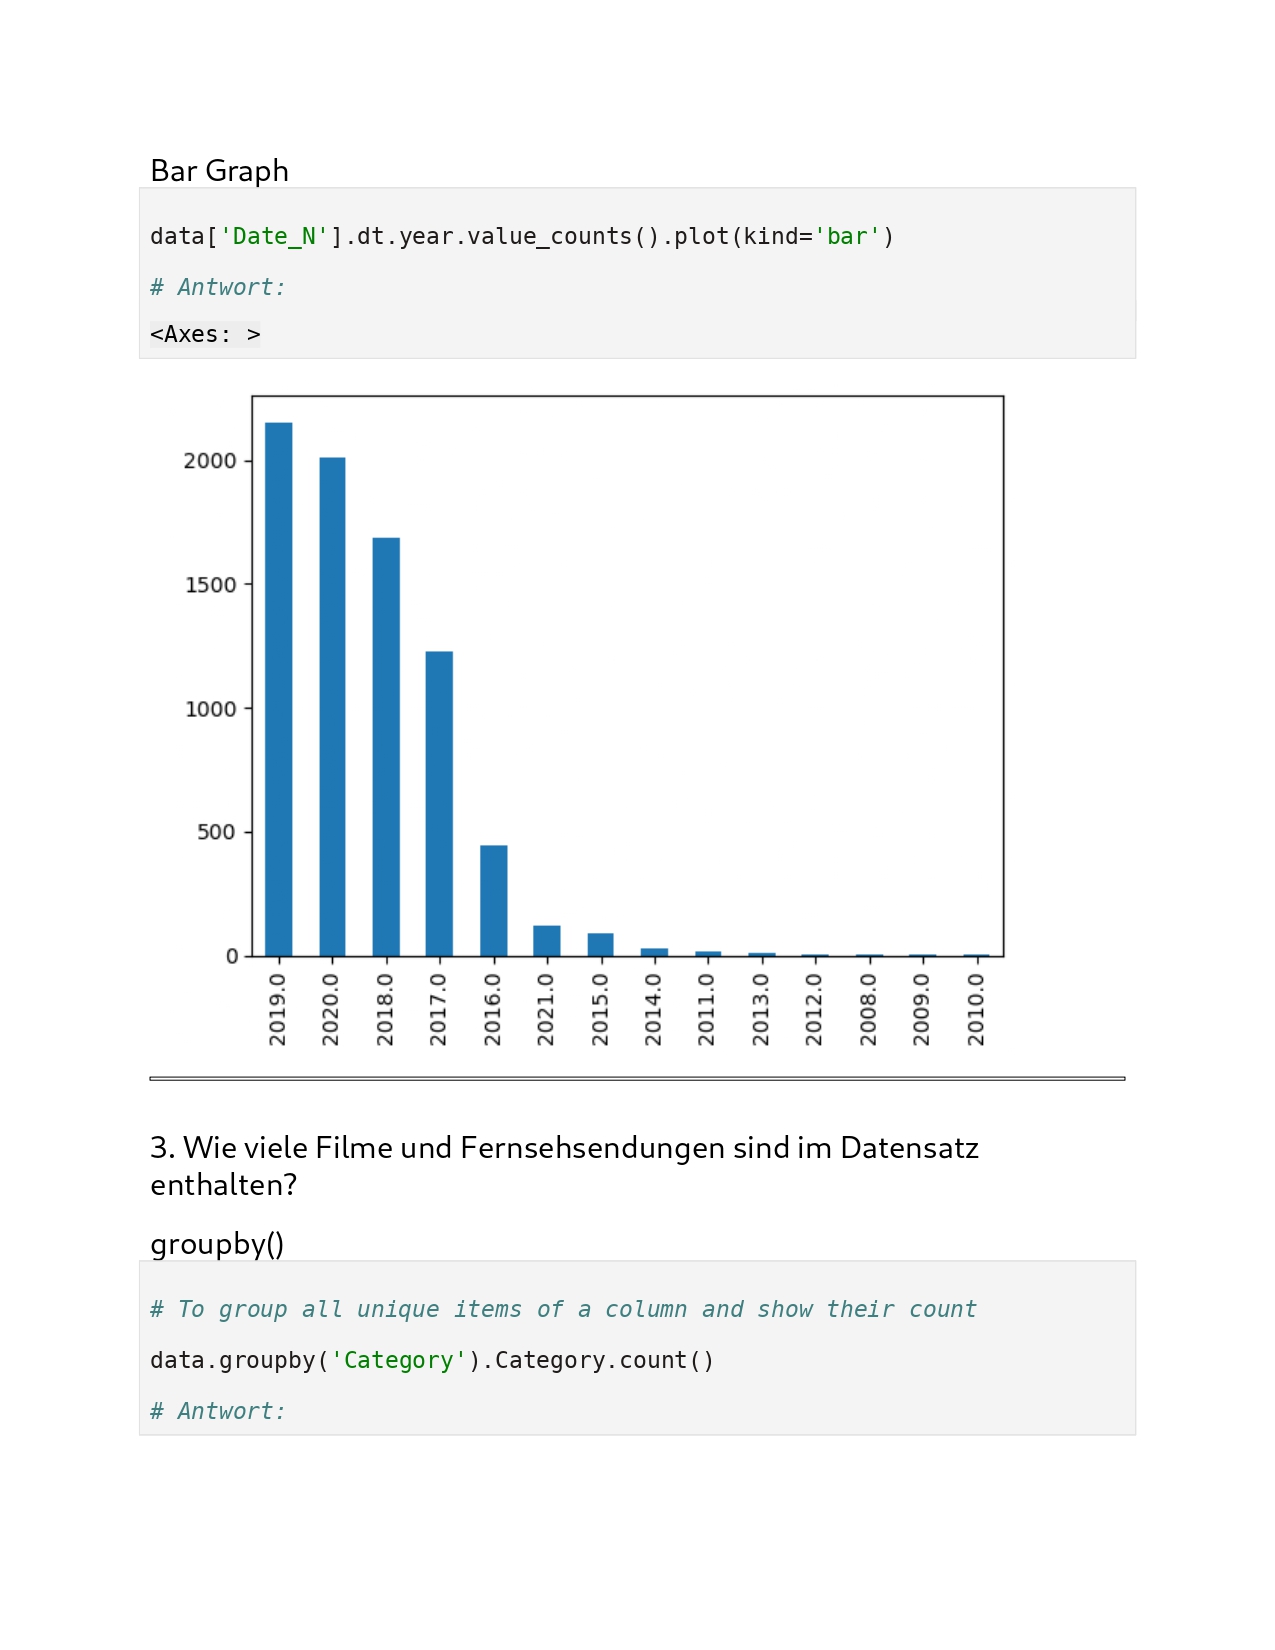 Bar Graph
data['Date_N'].dt.year.value_counts().plot(kind='bar')
# Antwort:
<Axes: >
2000
1500
1000
500
0
2019.0
2020.0
2018.0
2017.0
2016.0
2021.0
2015.0
2014.0
2011.0
2013.0
2012.0
2008.0
2009.0
2010.0
3. Wie viele Filme und Fernsehsendungen sind im Datensatz
enthalten?
groupby()
# To group all unique items of a column and show their count
data.groupby('Category').Category.count()
# Antwort: